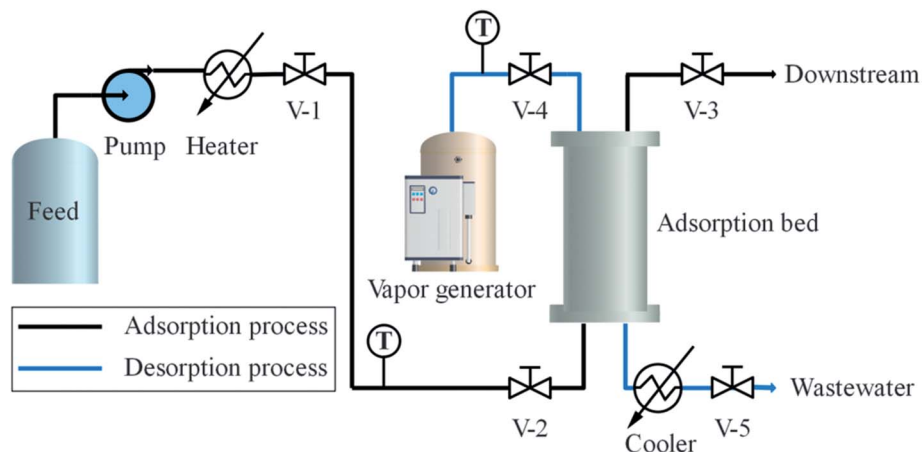 T
Downstream
V-1
V-4
V-3
Pump
Heater
Feed
Adsorption bed
Vapor generator
Adsorption process
Desorption process
T
Wastewater
V-2
V-5
Cooler